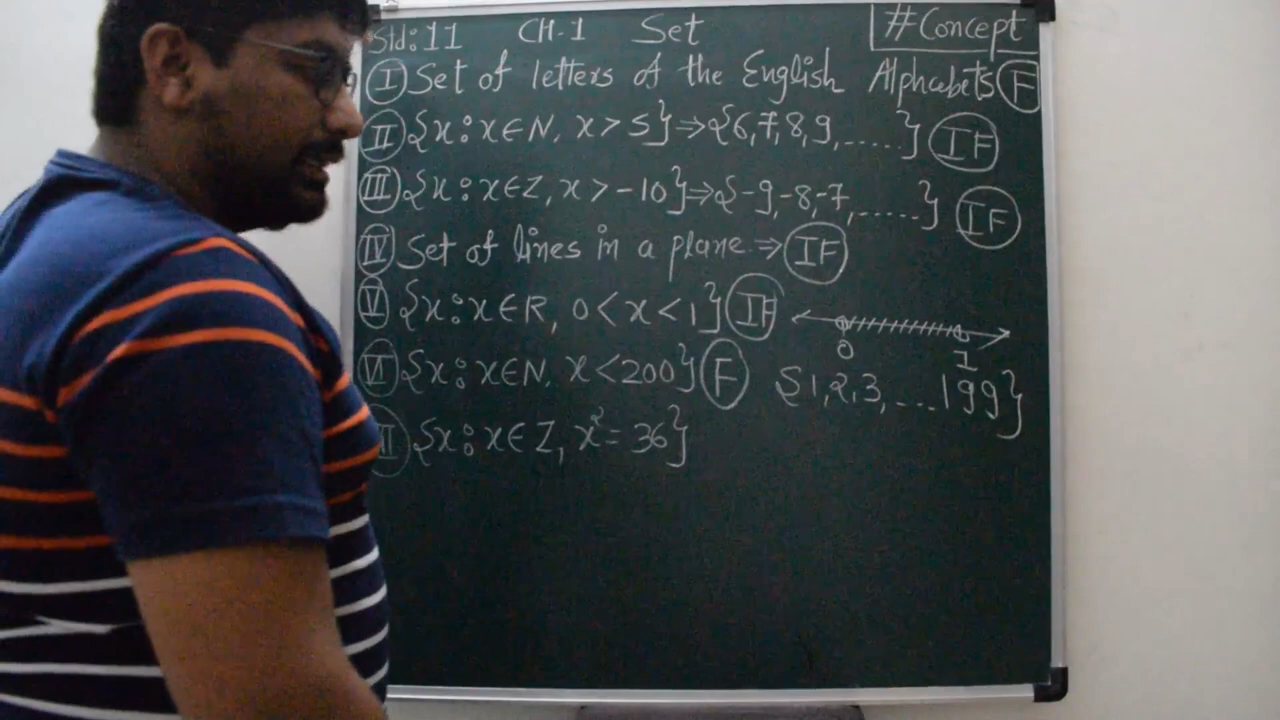 Std:11 CH-1 Set #Concept
I Set of letters of the English Alphabets F
II {x:x∈N, x>5}⇒{6,7,8,9,......} IF
III {x:x∈Z, x>-10}⇒{-9,-8,-7,......} IF
IV Set of lines in a plane ⇒ IF
V {x:x∈R, 0<x<1} IF 0 1
VI {x:x∈N, x<200} F {1,2,3,....199}
II {x:x∈Z, x²=36}